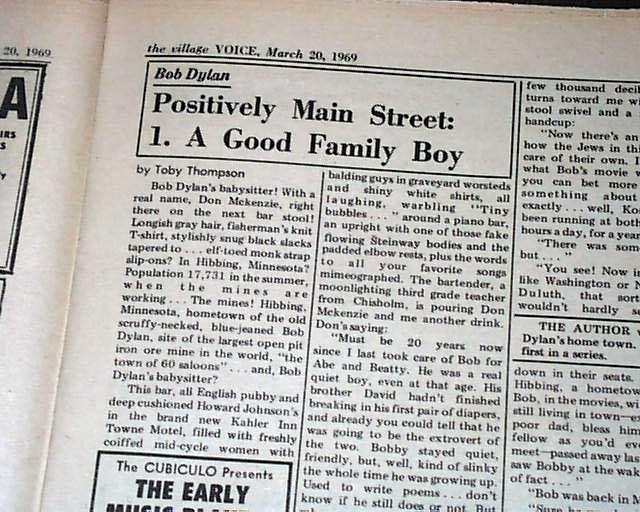 20, 1969
A
the village VOICE, March 20, 1969
Bob Dylan
Positively Main Street:
1. A Good Family Boy
by Toby Thompson
Bob Dylan's babysitter! With a
real name, Don Mckenzie, right
there on the next bar stool!
Longish gray hair, fisherman's knit
T-shirt, stylishly snug black slacks
tapered to . . . elf-toed monk strap
slip-ons? In Hibbing, Minnesota?
Population 17,731 in the summer,
when the mines are
working . . . The mines! Hibbing,
Minnesota, hometown of the old
scruffy-necked, blue-jeaned Bob
Dylan, site of the largest open pit
iron ore mine in the world, "the
town of 60 saloons" . . . and, Bob
Dylan's babysitter?
This bar, all English pubby and
deep cushioned Howard Johnson's
in the brand new Kahler Inn
Towne Motel, filled with freshly
coiffed mid-cycle women with
The CUBICULO Presents
THE EARLY
balding guys in graveyard worsteds
and shiny white shirts, all
laughing, warbling "Tiny
bubbles . . . " around a piano bar,
an upright with one of those fake
flowing Steinway bodies and the
padded elbow rests, plus the words
to all your favorite songs
mimeographed. The bartender, a
moonlighting third grade teacher
from Chisholm, is pouring Don
Mckenzie and me another drink.
Don's saying:
"Must be 20 years now
since I last took care of Bob for
Abe and Beatty. He was a real
quiet boy, even at that age. His
brother David hadn't finished
breaking in his first pair of diapers,
and already you could tell that he
was going to be the extrovert of
the two. Bobby stayed quiet,
friendly, but, well, kind of slinky
the whole time he was growing up.
Used to write poems . . . don't
know if he still does or not. But
few thousand decil
turns toward me wi
stool swivel and a
handcup:
"Now there's an
how the Jews in thi
care of their own. I
what Bob's movie w
you can bet more
something about
exactly . . . well, Ko
been running at both
hours a day, for a yea
"There was som
but . . ."
"You see! Now i
like Washington or N
Duluth, that sor
wouldn't hardly s
THE AUTHOR
Dylan's home town.
first in a series.
down in their seats.
Hibbing, a hometow
Bob, in the movies, wi
still living in town—e
poor dad, bless him
fellow as you'd ev
meet—passed away las
saw Bobby at the wak
of fact . . ."
"Bob was back in M